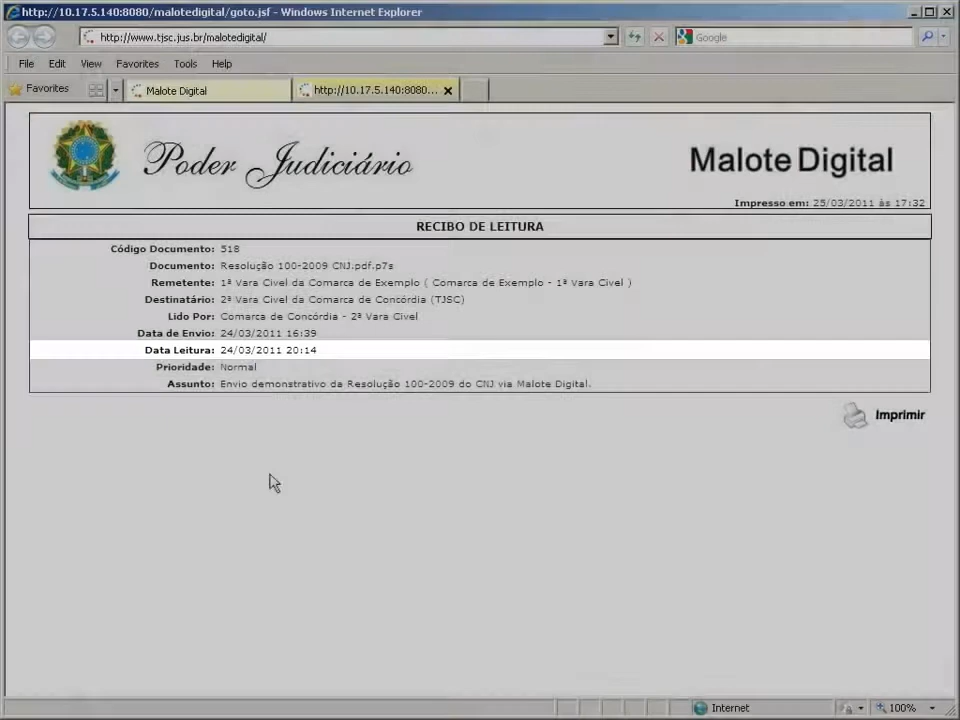 http://10.17.5.140:8080/malotedigital/goto.jsf - Windows Internet Explorer
http://www.tjsc.jus.br/malotedigital/
Google
File Edit View Favorites Tools Help
Favorites
Malote Digital
http://10.17.5.140:8080...
Poder Judiciário
Malote Digital
Impresso em: 25/03/2011 às 17:32
RECIBO DE LEITURA
Código Documento: 518
Documento: Resolução 100-2009 CNJ.pdf.p7s
Remetente: 1ª Vara Civel da Comarca de Exemplo ( Comarca de Exemplo - 1ª Vara Civel )
Destinatário: 2ª Vara Civel da Comarca de Concórdia (TJSC)
Lido Por: Comarca de Concórdia - 2ª Vara Civel
Data de Envio: 24/03/2011 16:39
Data Leitura: 24/03/2011 20:14
Prioridade: Normal
Assunto: Envio demonstrativo da Resolução 100-2009 do CNJ via Malote Digital.
Imprimir
Internet
100%